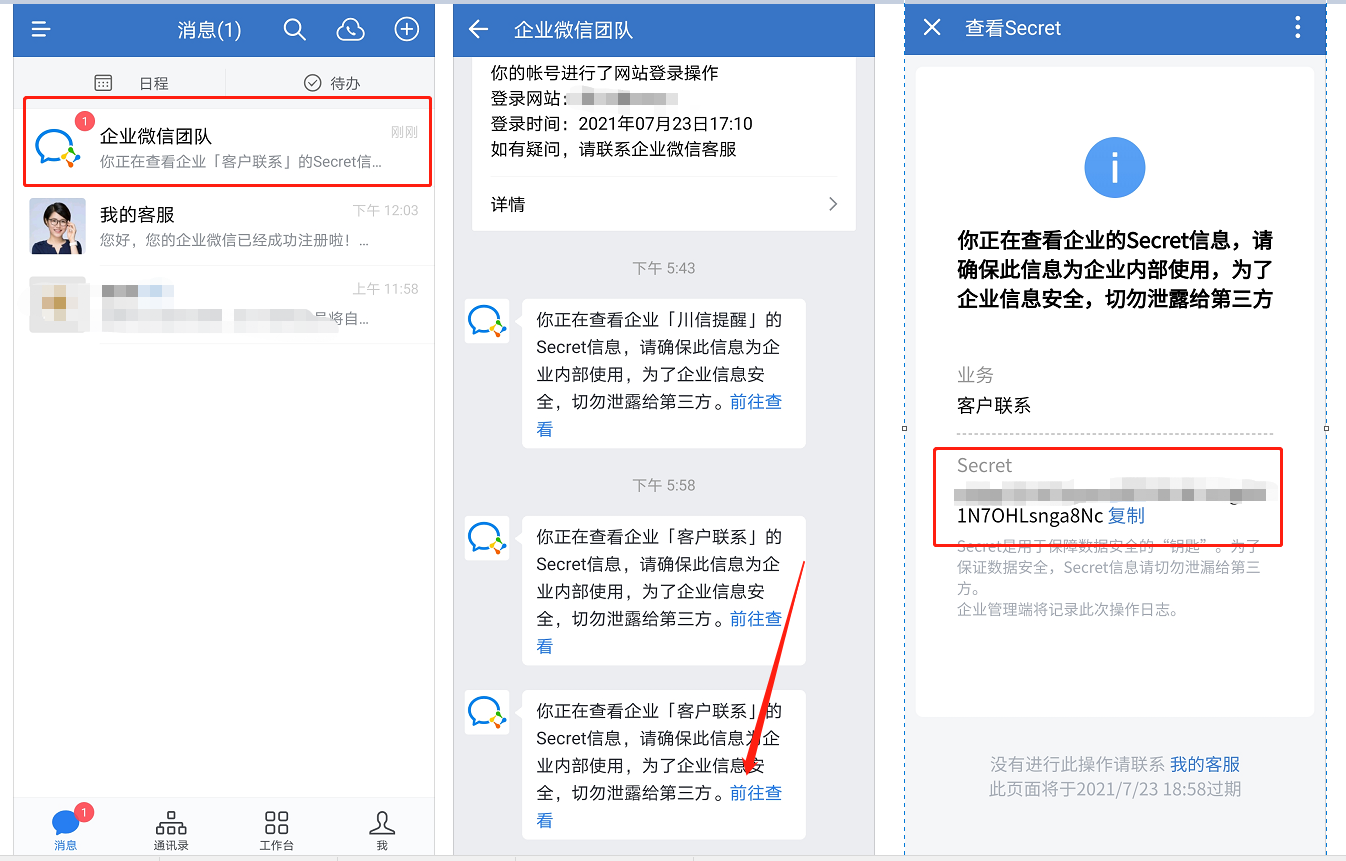 消息(1)
日程
待办
1
企业微信团队
刚刚
你正在查看企业「客户联系」的Secret信...
我的客服
下午 12:03
您好，您的企业微信已经成功注册啦！...
上午 11:58
号将自...
1
消息
通讯录
工作台
我
企业微信团队
你的帐号进行了网站登录操作
登录网站：
登录时间：2021年07月23日17:10
如有疑问，请联系企业微信客服
详情
下午 5:43
你正在查看企业「川信提醒」的
Secret信息，请确保此信息为企
业内部使用，为了企业信息安
全，切勿泄露给第三方。前往查
看
下午 5:58
你正在查看企业「客户联系」的
Secret信息，请确保此信息为企
业内部使用，为了企业信息安
全，切勿泄露给第三方。前往查
看
你正在查看企业「客户联系」的
Secret信息，请确保此信息为企
业内部使用，为了企业信息安
全，切勿泄露给第三方。前往查
看
查看Secret
你正在查看企业的Secret信息，请
确保此信息为企业内部使用，为了
企业信息安全，切勿泄露给第三方
业务
客户联系
Secret
1N7OHLsnga8Nc 复制
Secret是用于保障数据安全的“钥匙”。为了
保证数据安全，Secret信息请切勿泄漏给第三
方。
企业管理端将记录此次操作日志。
没有进行此操作请联系 我的客服
此页面将于2021/7/23 18:58过期